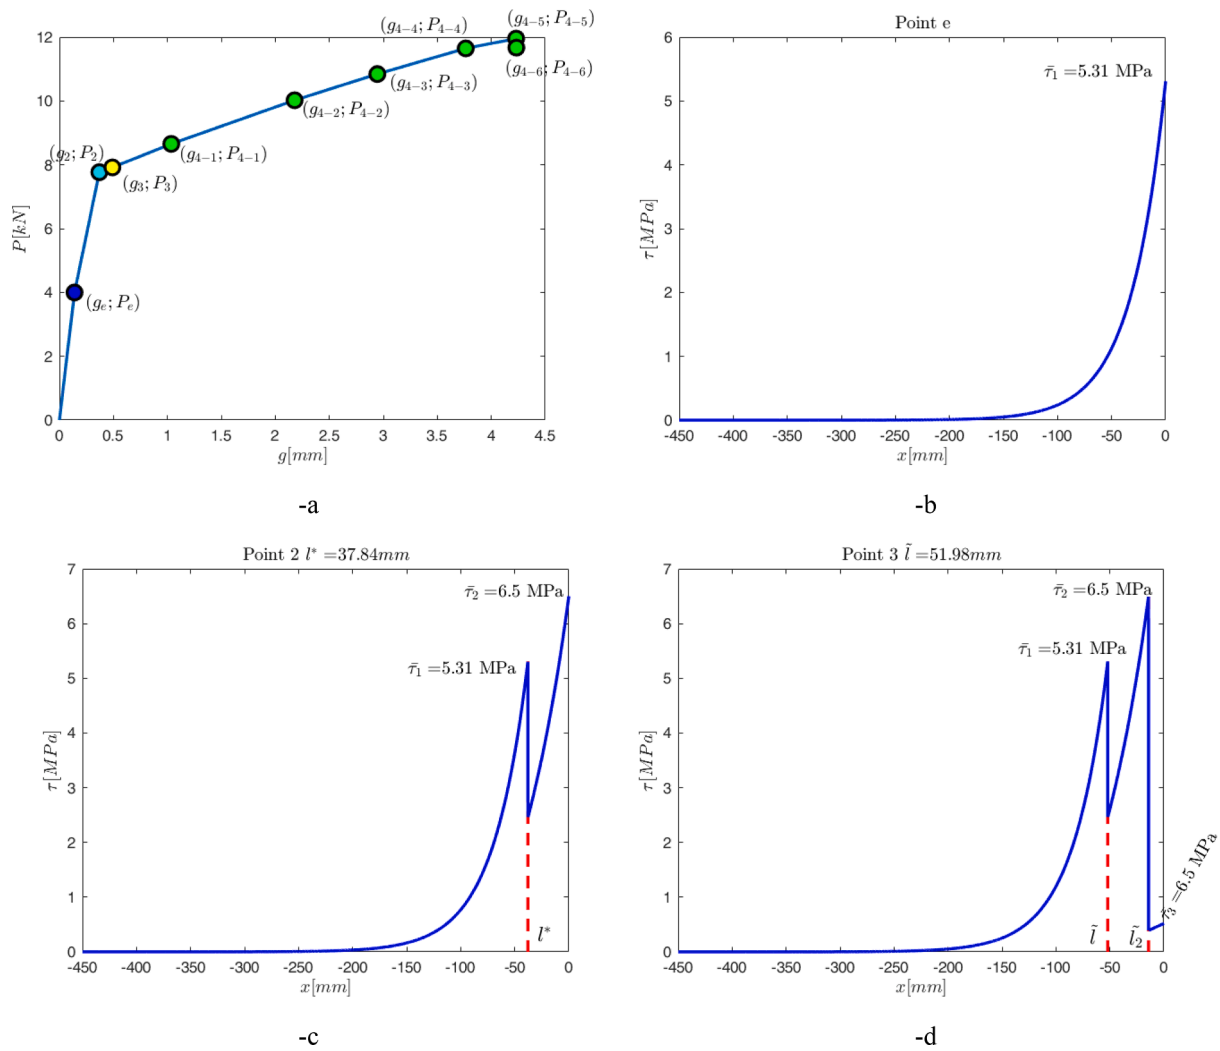 (g₄₋₄; P₄₋₄)
(g₄₋₅; P₄₋₅)
(g₄₋₆; P₄₋₆)
(g₄₋₃; P₄₋₃)
(g₄₋₂; P₄₋₂)
(g₂; P₂)
(g₄₋₁; P₄₋₁)
(g₃; P₃)
(gₑ; Pₑ)
12
10
8
6
4
2
0
P[kN]
0 0.5 1 1.5 2 2.5 3 3.5 4 4.5
g[mm]
-a
Point e
τ̄₁ =5.31 MPa
6
5
4
3
2
1
0
τ[MPa]
-450 -400 -350 -300 -250 -200 -150 -100 -50 0
x[mm]
-b
Point 2 l* =37.84mm
τ̄₂ =6.5 MPa
τ̄₁ =5.31 MPa
l*
7
6
5
4
3
2
1
0
τ[MPa]
-450 -400 -350 -300 -250 -200 -150 -100 -50 0
x[mm]
-c
Point 3 l̃ =51.98mm
τ̄₂ =6.5 MPa
τ̄₁ =5.31 MPa
τ̄₃ =6.5 MPa
l̃ l̃₂
7
6
5
4
3
2
1
0
τ[MPa]
-450 -400 -350 -300 -250 -200 -150 -100 -50 0
x[mm]
-d